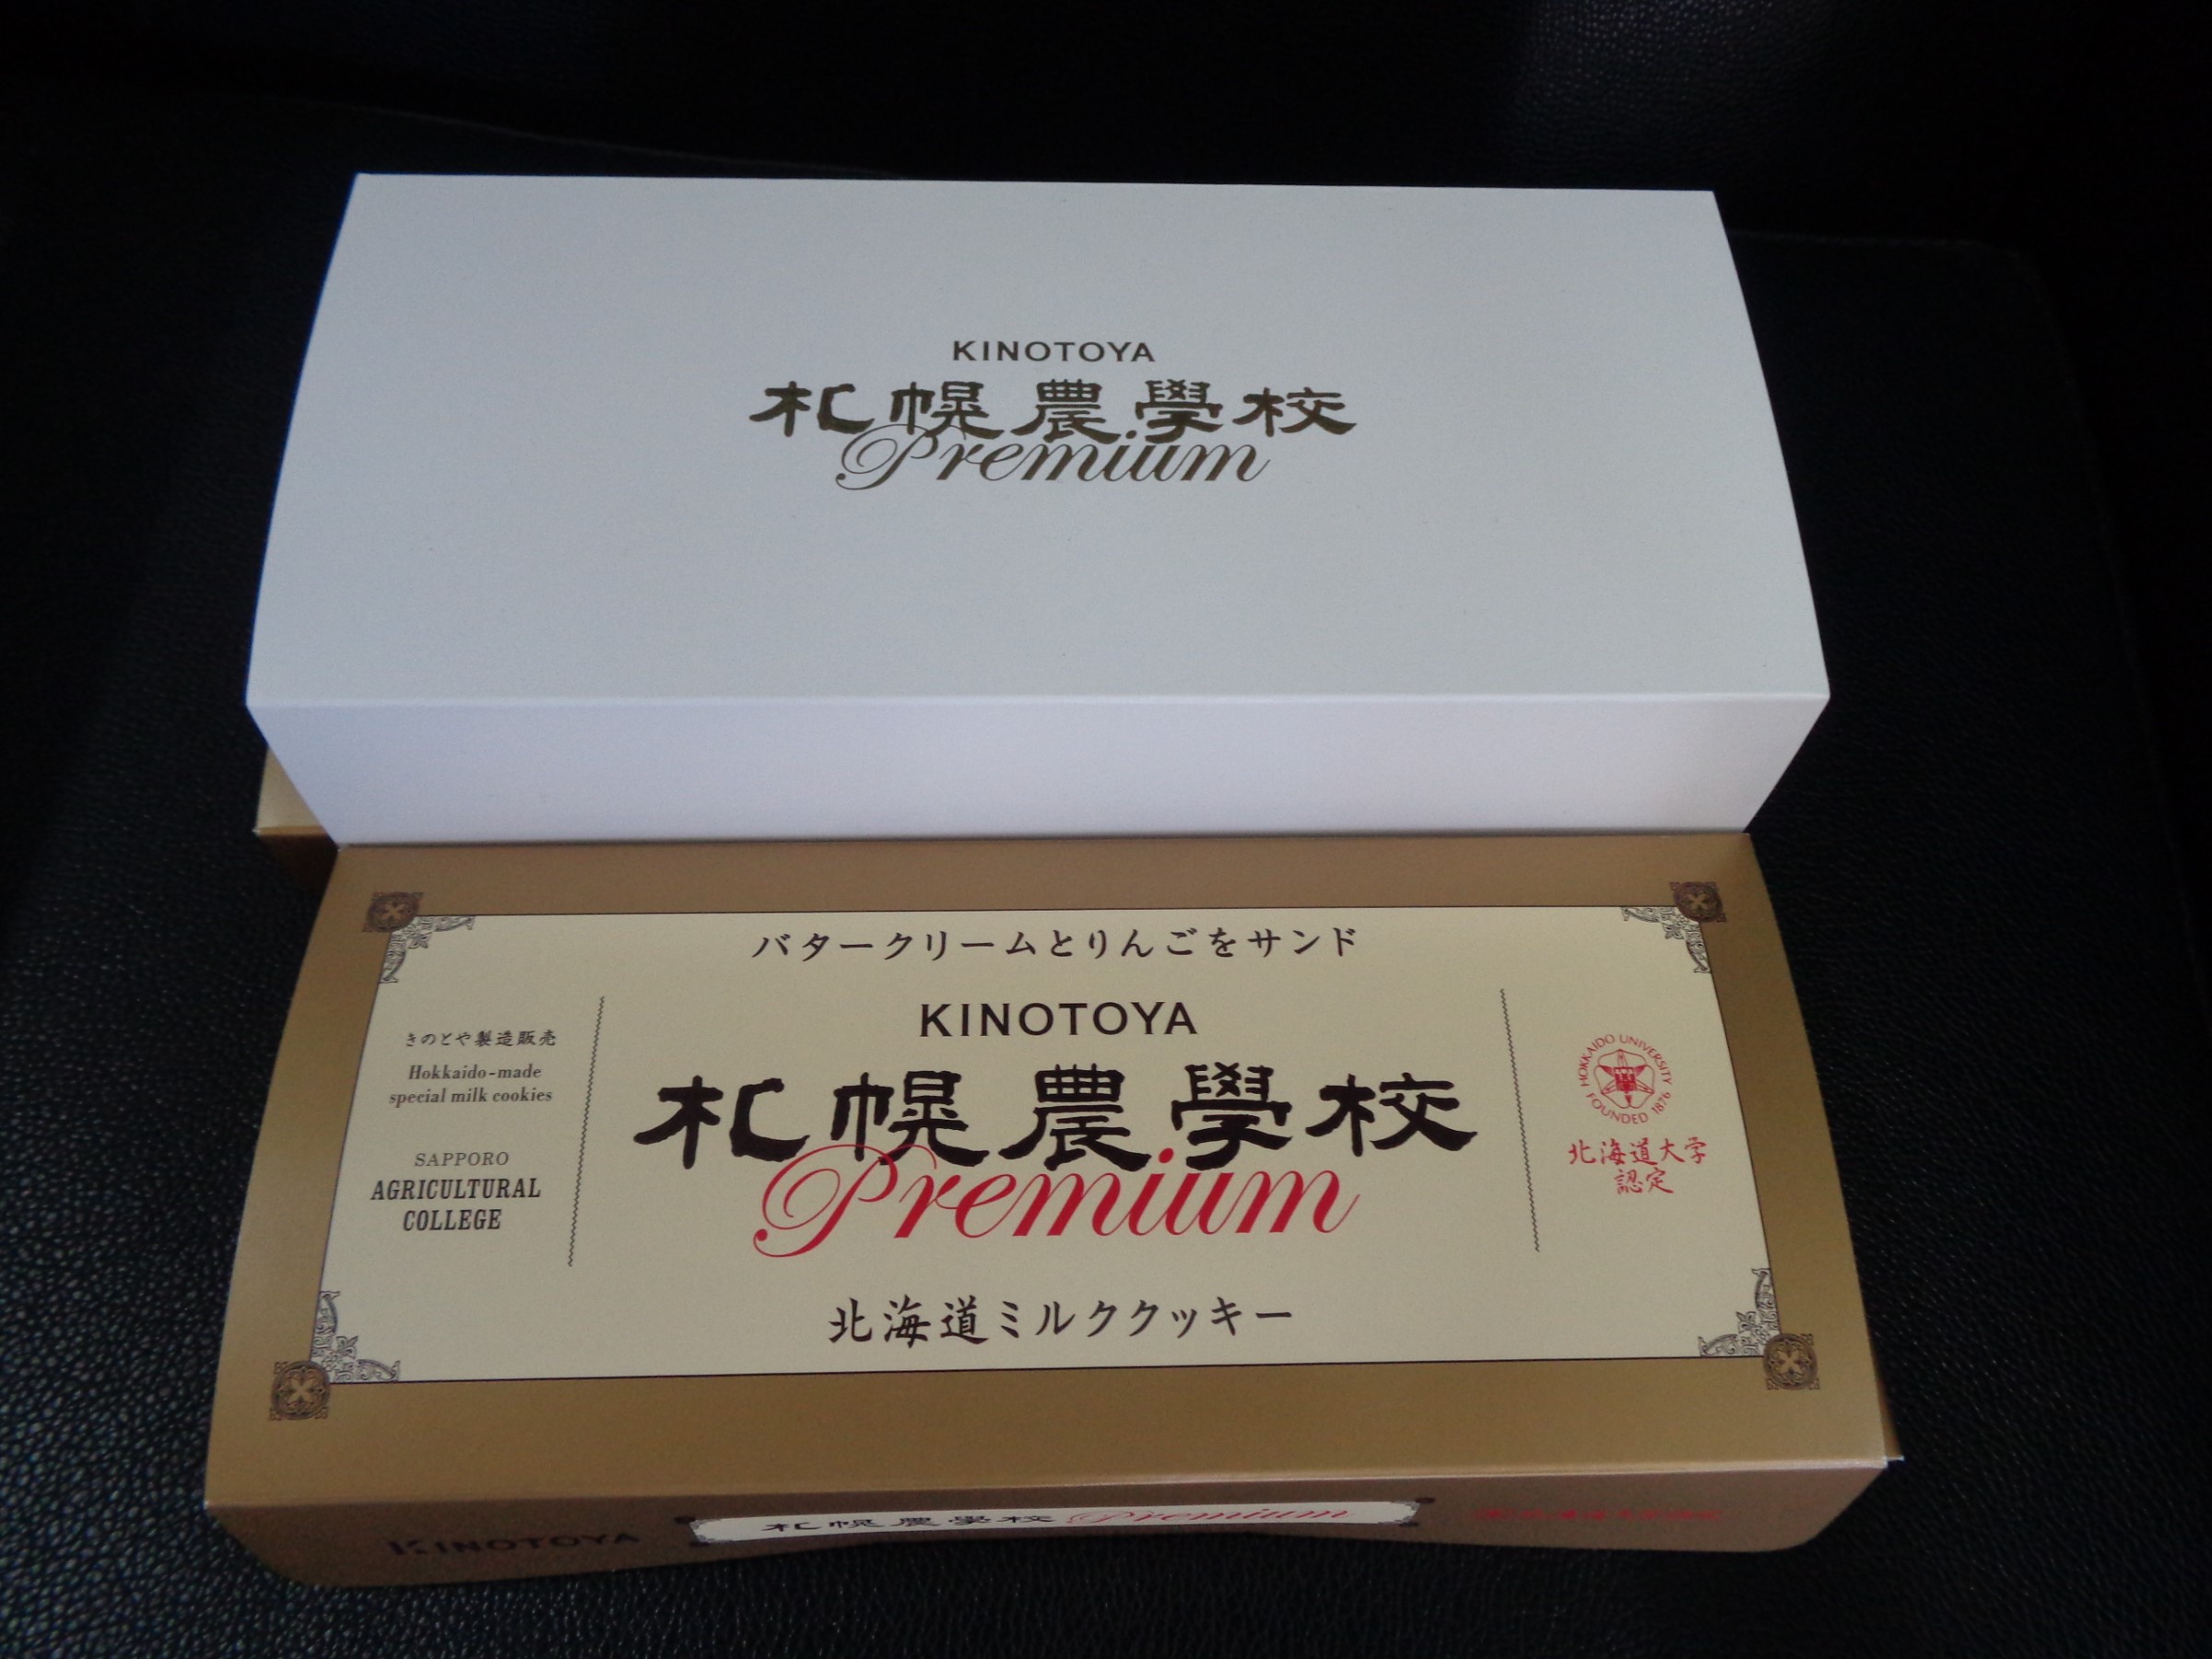 KINOTOYA
札幌農學校
Premium
バタークリームとりんごをサンド
きのとや製造販売
Hokkaido-made
special milk cookies
SAPPORO
AGRICULTURAL
COLLEGE
KINOTOYA
札幌農學校
Premium
北海道ミルククッキー
HOKKAIDO UNIVERSITY
FOUNDED 1876
北海道大学
認定
KINOTOYA
札幌農學校 Premium